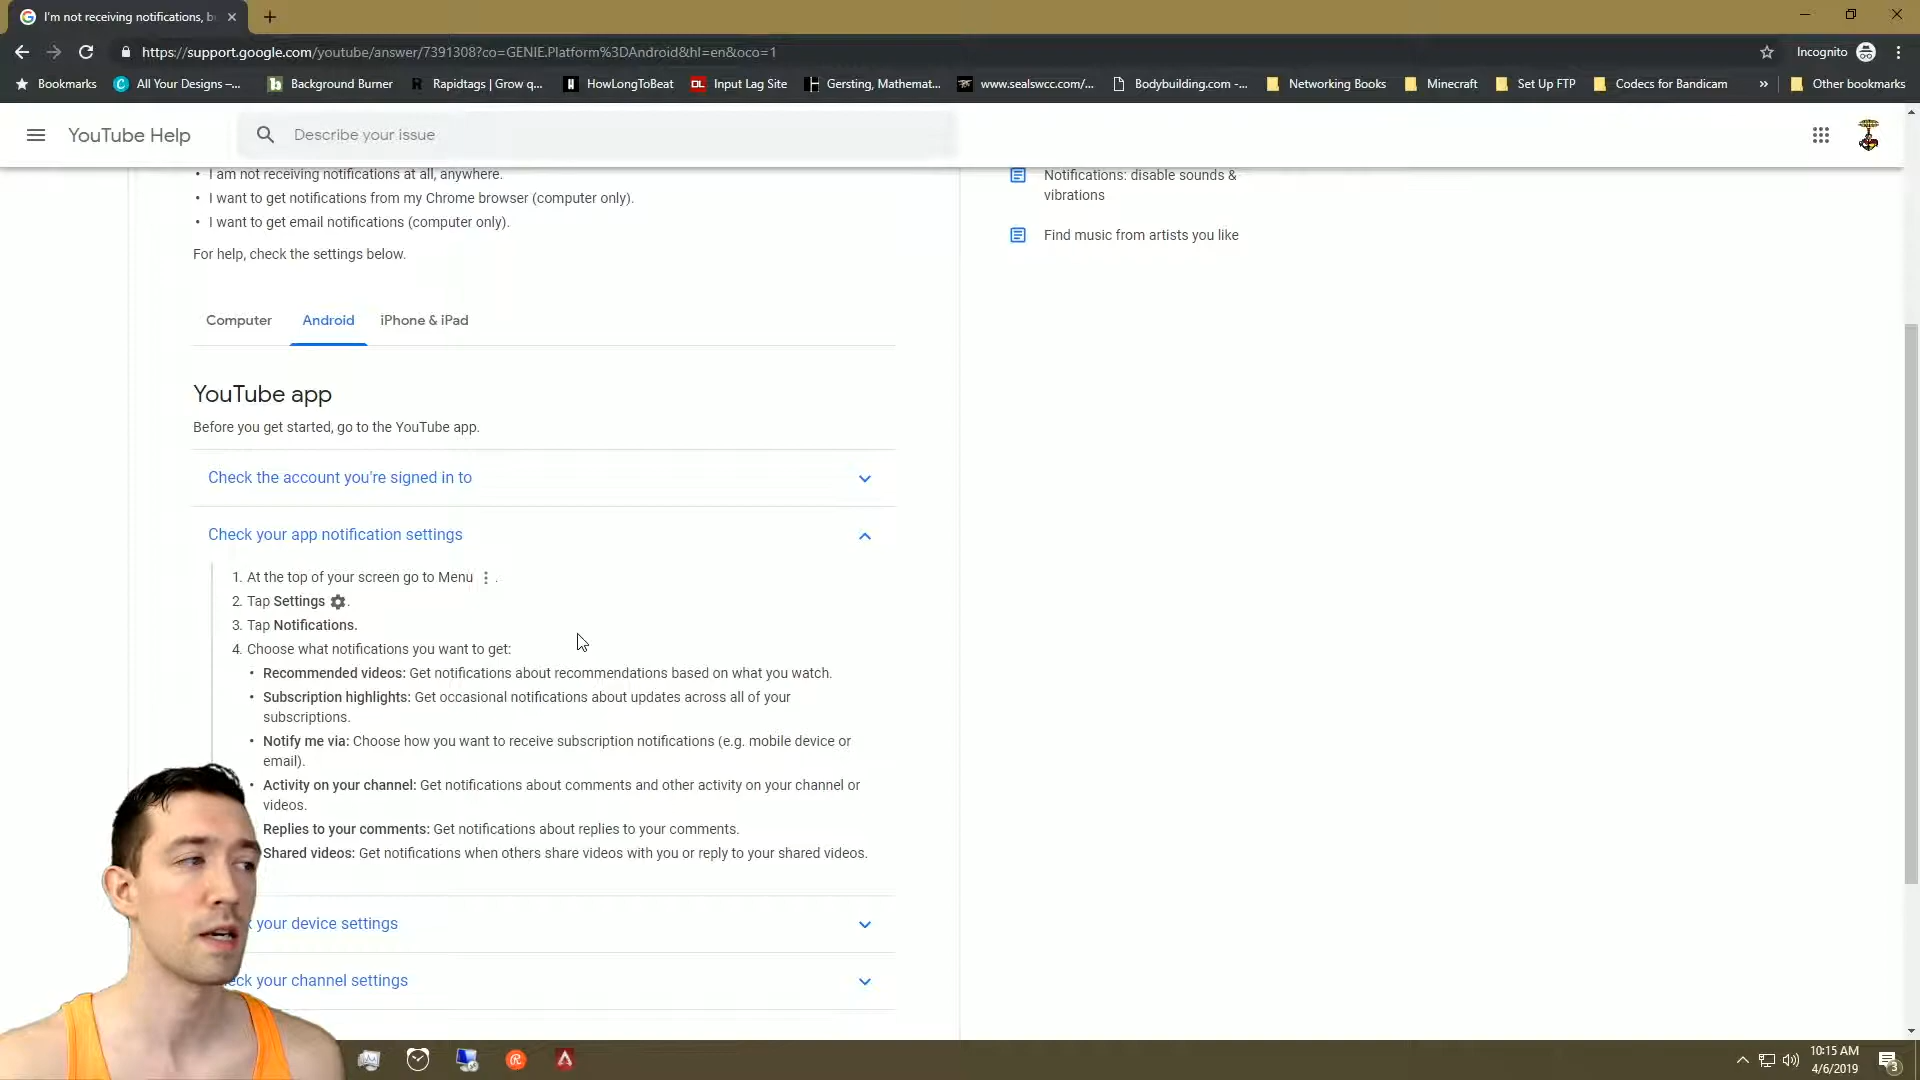 I'm not receiving notifications, b
https://support.google.com/youtube/answer/7391308?co=GENIE.Platform%3DAndroid&hl=en&oco=1
Incognito
Bookmarks
All Your Designs –...
Background Burner
Rapidtags | Grow q...
HowLongToBeat
Input Lag Site
Gersting, Mathemat...
www.sealswcc.com/...
Bodybuilding.com -...
Networking Books
Minecraft
Set Up FTP
Codecs for Bandicam
»
Other bookmarks
YouTube Help
Describe your issue
• I am not receiving notifications at all, anywhere.
• I want to get notifications from my Chrome browser (computer only).
• I want to get email notifications (computer only).
For help, check the settings below.
Notifications: disable sounds &
vibrations
Find music from artists you like
Computer
Android
iPhone & iPad
YouTube app
Before you get started, go to the YouTube app.
Check the account you're signed in to
Check your app notification settings
1. At the top of your screen go to Menu ⋮ .
2. Tap Settings .
3. Tap Notifications.
4. Choose what notifications you want to get:
• Recommended videos: Get notifications about recommendations based on what you watch.
• Subscription highlights: Get occasional notifications about updates across all of your
subscriptions.
• Notify me via: Choose how you want to receive subscription notifications (e.g. mobile device or
email).
• Activity on your channel: Get notifications about comments and other activity on your channel or
videos.
Replies to your comments: Get notifications about replies to your comments.
Shared videos: Get notifications when others share videos with you or reply to your shared videos.
your device settings
your channel settings
10:15 AM
4/6/2019
3